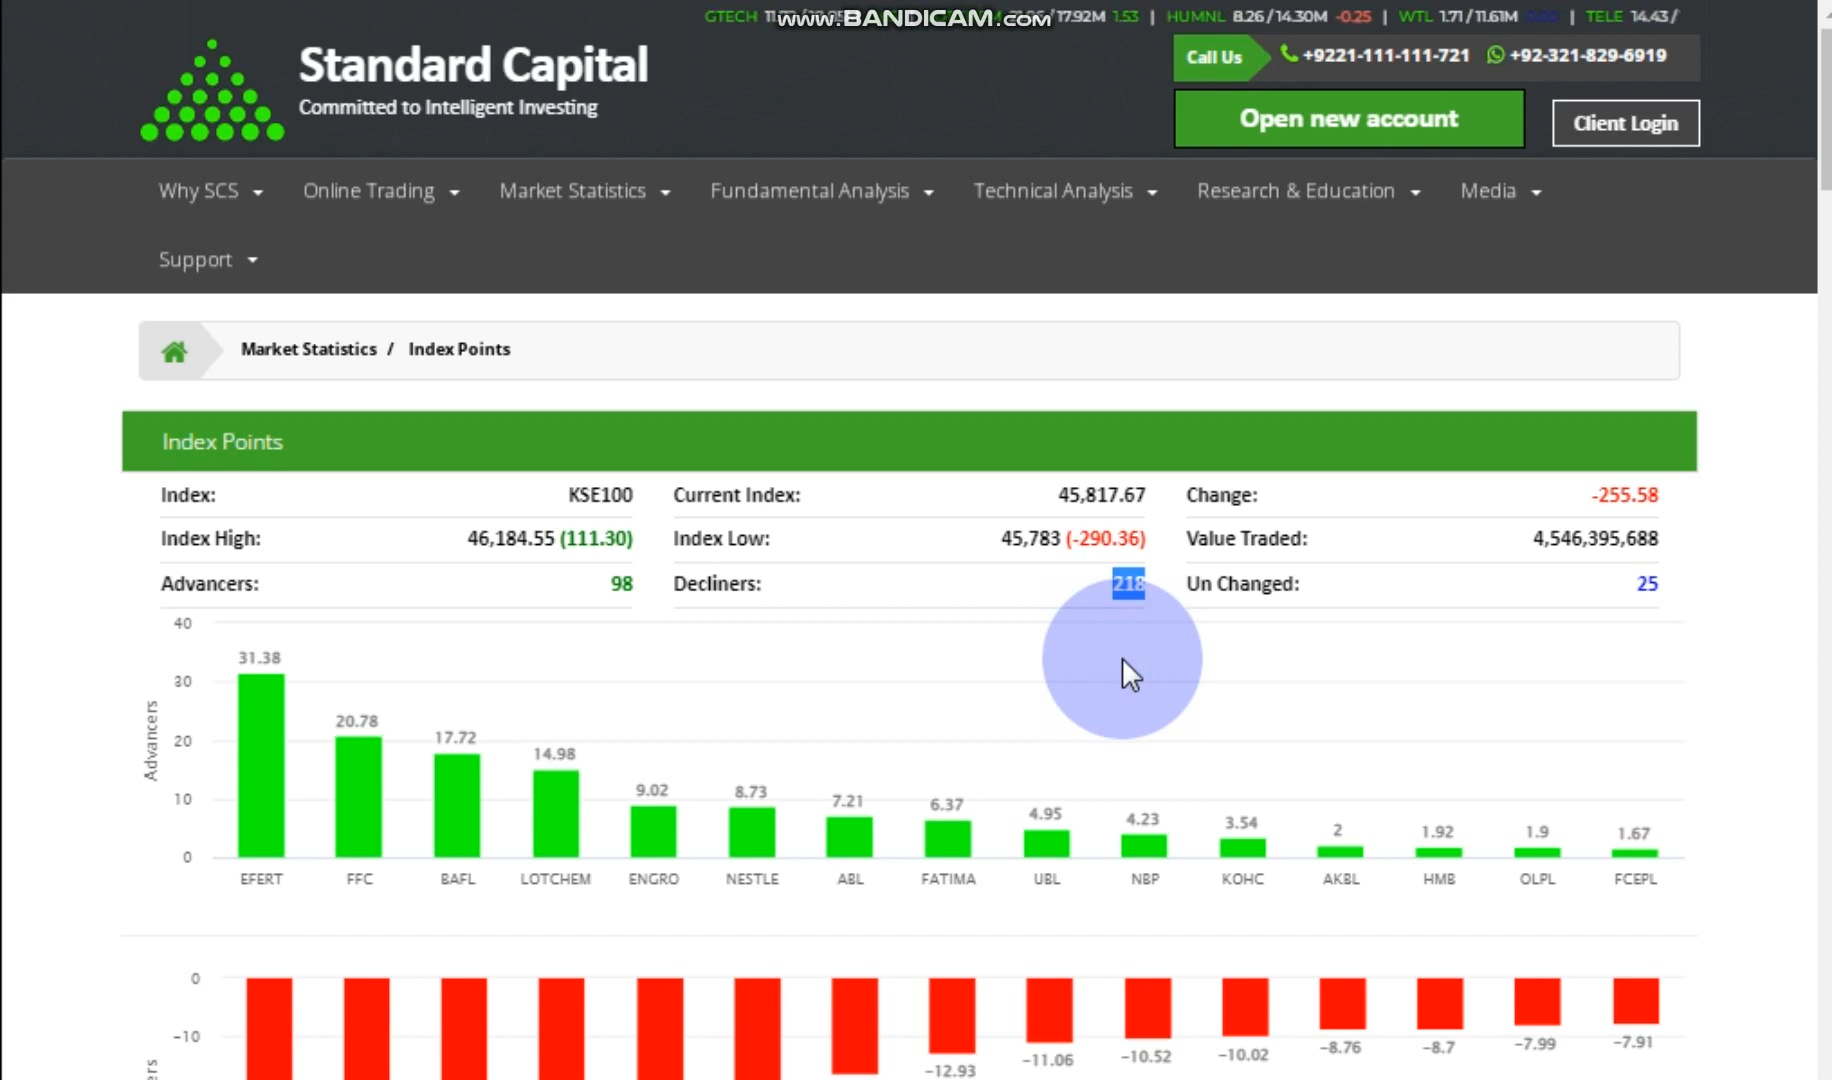 GTECH
www.BANDICAM.com
/17.92M 1.53 | HUMNL 8.26/14.30M -0.25 | WTL 1.71/11.61M | TELE 14.43/
Standard Capital
Committed to Intelligent Investing
Call Us +9221-111-111-721 +92-321-829-6919
Open new account
Client Login
Why SCS Online Trading Market Statistics Fundamental Analysis Technical Analysis Research & Education Media
Support
Market Statistics / Index Points
Index Points
Index: KSE100 Current Index: 45,817.67 Change: -255.58
Index High: 46,184.55 (111.30) Index Low: 45,783 (-290.36) Value Traded: 4,546,395,688
Advancers: 98 Decliners: 218 Un Changed: 25
Advancers
40
30
20
10
0
31.38
20.78
17.72
14.98
9.02
8.73
7.21
6.37
4.95
4.23
3.54
2
1.92
1.9
1.67
EFERT FFC BAFL LOTCHEM ENGRO NESTLE ABL FATIMA UBL NBP KOHC AKBL HMB OLPL FCEPL
0
-10
-12.93
-11.06
-10.52
-10.02
-8.76
-8.7
-7.99
-7.91